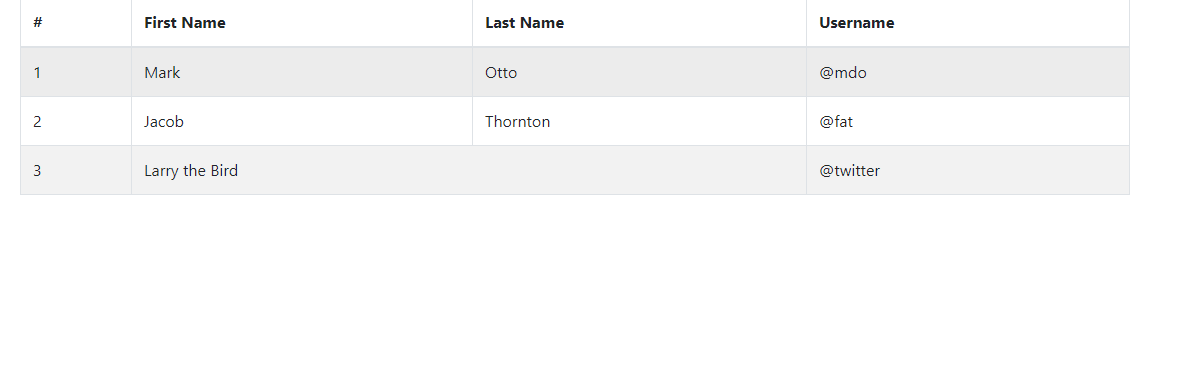 # First Name Last Name Username
1 Mark Otto @mdo
2 Jacob Thornton @fat
3 Larry the Bird @twitter